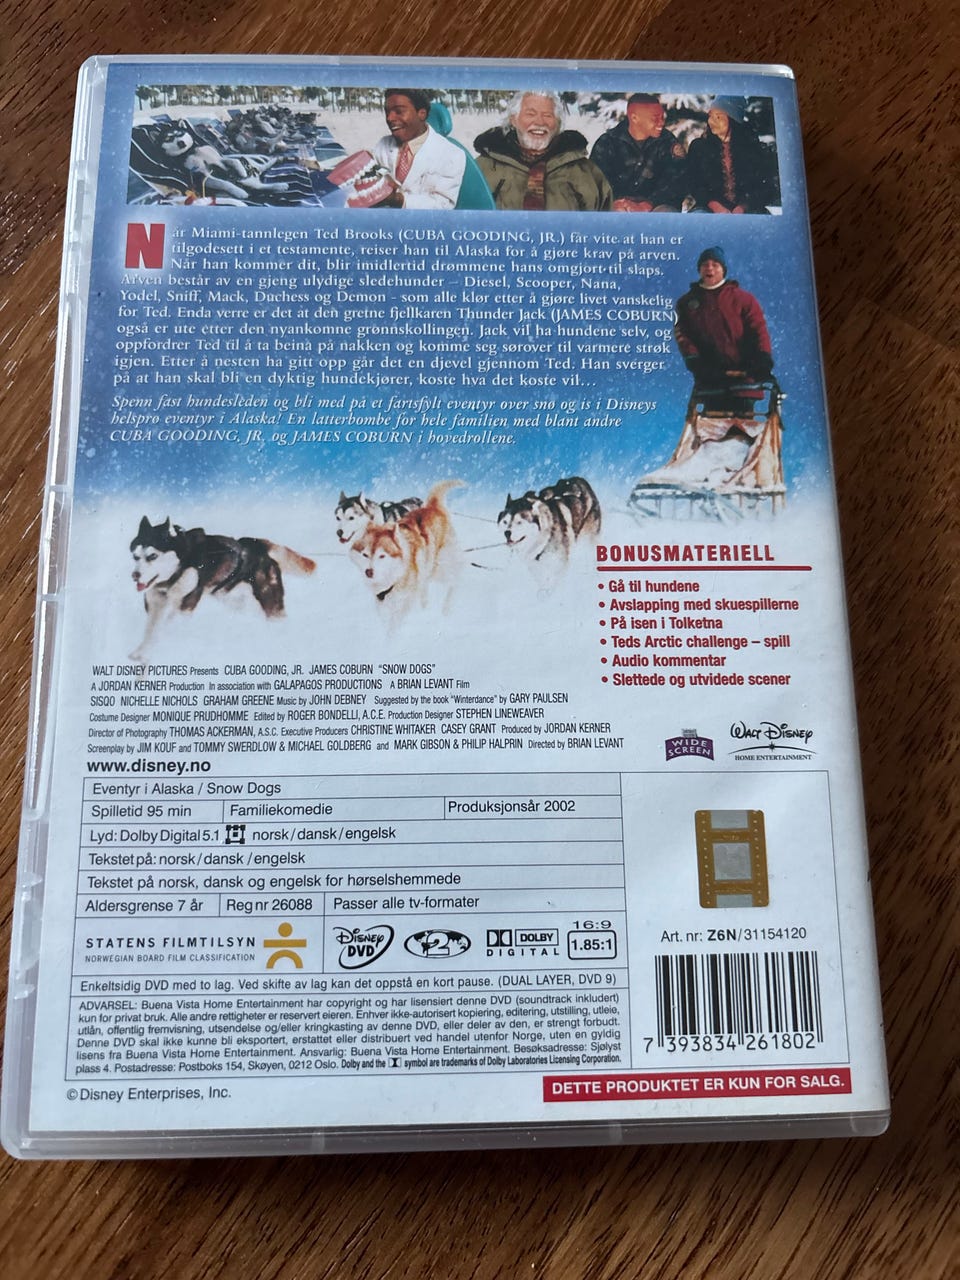 När Miami-tannlegen Ted Brooks (CUBA GOODING, JR.) får vite at han er
tilgodesett i et testamente, reiser han til Alaska for å gjøre krav på arven.
Når han kommer dit, blir imidlertid drømmene hans omgjort til slaps.
Arven består av en gjeng ulydige sledehunder – Diesel, Scooper, Nana,
Yodel, Sniff, Mack, Duchess og Demon - som alle klør etter å gjøre livet vanskelig
for Ted. Enda verre er det at den gretne fjellkaren Thunder Jack (JAMES COBURN)
også er ute etter den nyankomne grønnskollingen. Jack vil ha hundene selv, og
oppfordrer Ted til å ta beina på nakken og komme seg sørover til varmere strøk
igjen. Etter å nesten ha gitt opp går det en djevel gjennom Ted. Han sverger
på at han skal bli en dyktig hundekjører, koste hva det koste vil...
Spenn fast hundesleden og bli med på et fartsfylt eventyr over snø og is i Disneys
helspro eventyr i Alaska! En latterbombe for hele familien med blant andre
CUBA GOODING, JR. og JAMES COBURN i hovedrollene.
BONUSMATERIELL
• Gå til hundene
• Avslapping med skuespillerne
• På isen i Tolketna
• Teds Arctic challenge – spill
• Audio kommentar
• Slettede og utvidede scener
WALT DISNEY PICTURES Presents CUBA GOODING, JR. JAMES COBURN "SNOW DOGS"
A JORDAN KERNER Production In association with GALAPAGOS PRODUCTIONS A BRIAN LEVANT Film
SISQO NICHELLE NICHOLS GRAHAM GREENE Music by JOHN DEBNEY Suggested by the book "Winterdance" by GARY PAULSEN
Costume Designer MONIQUE PRUDHOMME Edited by ROGER BONDELLI, A.C.E. Production Designer STEPHEN LINEWEAVER
Director of Photography THOMAS ACKERMAN, A.S.C. Executive Producers CHRISTINE WHITAKER CASEY GRANT Produced by JORDAN KERNER
Screenplay by JIM KOUF and TOMMY SWERDLOW & MICHAEL GOLDBERG and MARK GIBSON & PHILIP HALPRIN Directed by BRIAN LEVANT
www.disney.no
WIDE
SCREEN
WALT DISNEY
HOME ENTERTAINMENT
Eventyr i Alaska / Snow Dogs
Spilletid 95 min Familiekomedie Produksjonsår 2002
Lyd: Dolby Digital 5.1 norsk/dansk/engelsk
Tekstet på: norsk/dansk/engelsk
Tekstet på norsk, dansk og engelsk for hørselshemmede
Aldersgrense 7 år Reg nr 26088 Passer alle tv-formater
STATENS FILMTILSYN
NORWEGIAN BOARD FILM CLASSIFICATION
DISNEY
DVD
2
DOLBY
DIGITAL
16:9
1.85:1
Art. nr: Z6N/31154120
Enkeltsidig DVD med to lag. Ved skifte av lag kan det oppstå en kort pause. (DUAL LAYER, DVD 9)
ADVARSEL: Buena Vista Home Entertainment har copyright og har lisensiert denne DVD (soundtrack inkludert)
kun for privat bruk. Alle andre rettigheter er reservert eieren. Enhver ikke-autorisert kopiering, editering, utstilling, utleie,
utlån, offentlig fremvisning, utsendelse og/eller kringkasting av denne DVD, eller deler av den, er strengt forbudt.
Denne DVD skal ikke kunne bli eksportert, erstattet eller distribuert ved handel utenfor Norge, uten en gyldig
lisens fra Buena Vista Home Entertainment. Ansvarlig: Buena Vista Home Entertainment. Besøksadresse: Sjølyst
plass 4. Postadresse: Postboks 154, Skøyen, 0212 Oslo. Dolby and the symbol are trademarks of Dolby Laboratories Licensing Corporation.
7 393834 261802
© Disney Enterprises, Inc.
DETTE PRODUKTET ER KUN FOR SALG.